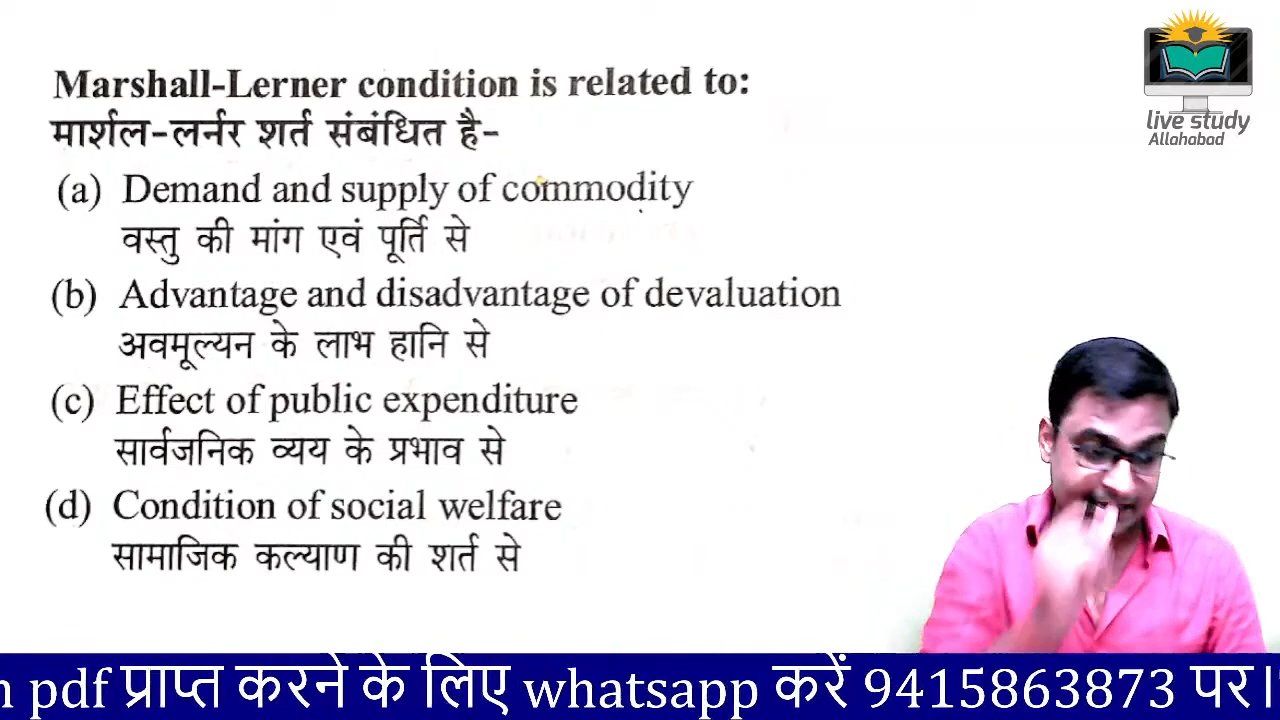 Marshall-Lerner condition is related to:
मार्शल-लर्नर शर्त संबंधित है-
(a) Demand and supply of commodity
वस्तु की मांग एवं पूर्ति से
(b) Advantage and disadvantage of devaluation
अवमूल्यन के लाभ हानि से
(c) Effect of public expenditure
सार्वजनिक व्यय के प्रभाव से
(d) Condition of social welfare
सामाजिक कल्याण की शर्त से
live study
Allahabad
pdf प्राप्त करने के लिए whatsapp करें 9415863873 पर।